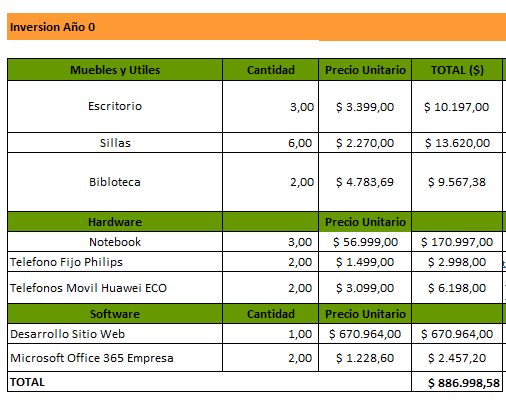 Inversion Año 0
Muebles y Utiles Cantidad Precio Unitario TOTAL ($)
Escritorio 3,00 $ 3.399,00 $ 10.197,00
Sillas 6,00 $ 2.270,00 $ 13.620,00
Bibloteca 2,00 $ 4.783,69 $ 9.567,38
Hardware Precio Unitario
Notebook 3,00 $ 56.999,00 $ 170.997,00
Telefono Fijo Philips 2,00 $ 1.499,00 $ 2.998,00
Telefonos Movil Huawei ECO 2,00 $ 3.099,00 $ 6.198,00
Software Cantidad Precio Unitario
Desarrollo Sitio Web 1,00 $ 670.964,00 $ 670.964,00
Microsoft Office 365 Empresa 2,00 $ 1.228,60 $ 2.457,20
TOTAL $ 886.998,58